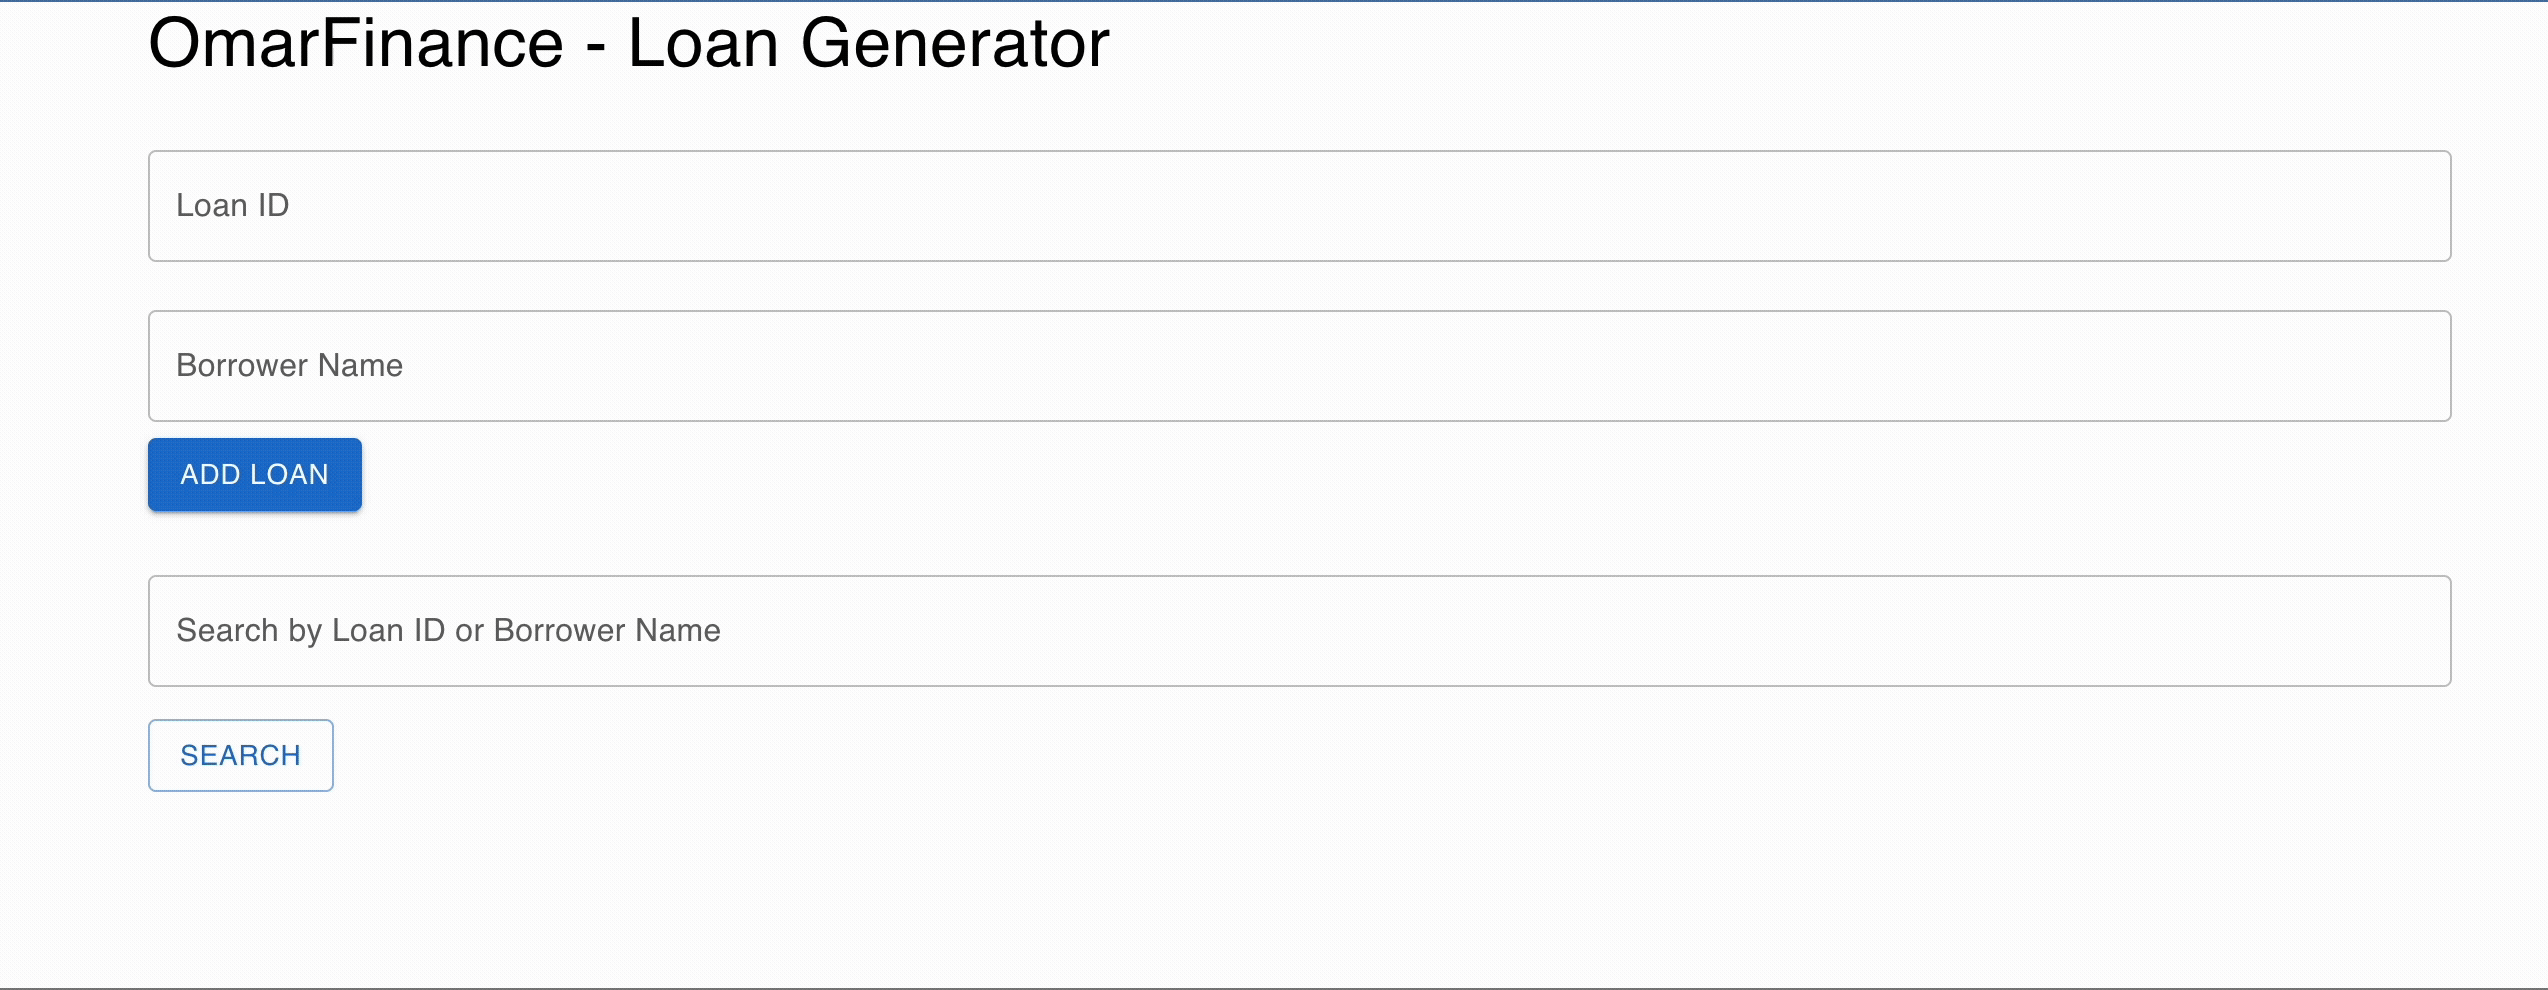 OmarFinance - Loan Generator
Loan ID
Borrower Name
ADD LOAN
Search by Loan ID or Borrower Name
SEARCH